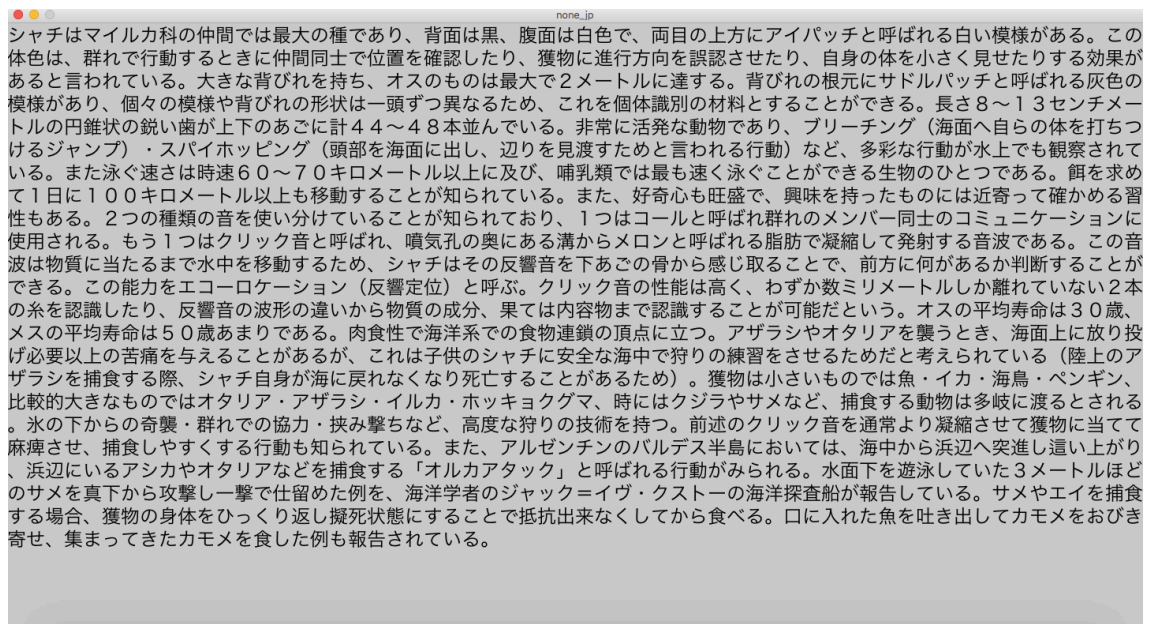 none_jp
シャチはマイルカ科の仲間では最大の種であり、背面は黒、腹面は白色で、両目の上方にアイパッチと呼ばれる白い模様がある。この
体色は、群れで行動するときに仲間同士で位置を確認したり、獲物に進行方向を誤認させたり、自身の体を小さく見せたりする効果が
あると言われている。大きな背びれを持ち、オスのものは最大で２メートルに達する。背びれの根元にサドルパッチと呼ばれる灰色の
模様があり、個々の模様や背びれの形状は一頭ずつ異なるため、これを個体識別の材料とすることができる。長さ８～１３センチメー
トルの円錐状の鋭い歯が上下のあごに計４４～４８本並んでいる。非常に活発な動物であり、ブリーチング（海面へ自らの体を打ちつ
けるジャンプ）・スパイホッピング（頭部を海面に出し、辺りを見渡すためと言われる行動）など、多彩な行動が水上でも観察されて
いる。また泳ぐ速さは時速６０～７０キロメートル以上に及び、哺乳類では最も速く泳ぐことができる生物のひとつである。餌を求め
て１日に１００キロメートル以上も移動することが知られている。また、好奇心も旺盛で、興味を持ったものには近寄って確かめる習
性もある。２つの種類の音を使い分けていることが知られており、１つはコールと呼ばれ群れのメンバー同士のコミュニケーションに
使用される。もう１つはクリック音と呼ばれ、噴気孔の奥にある溝からメロンと呼ばれる脂肪で凝縮して発射する音波である。この音
波は物質に当たるまで水中を移動するため、シャチはその反響音を下あごの骨から感じ取ることで、前方に何があるか判断することが
できる。この能力をエコーロケーション（反響定位）と呼ぶ。クリック音の性能は高く、わずか数ミリメートルしか離れていない２本
の糸を認識したり、反響音の波形の違いから物質の成分、果ては内容物まで認識することが可能だという。オスの平均寿命は３０歳、
メスの平均寿命は５０歳あまりである。肉食性で海洋系での食物連鎖の頂点に立つ。アザラシやオタリアを襲うとき、海面上に放り投
げ必要以上の苦痛を与えることがあるが、これは子供のシャチに安全な海中で狩りの練習をさせるためだと考えられている（陸上のア
ザラシを捕食する際、シャチ自身が海に戻れなくなり死亡することがあるため）。獲物は小さいものでは魚・イカ・海鳥・ペンギン、
比較的大きなものではオタリア・アザラシ・イルカ・ホッキョクグマ、時にはクジラやサメなど、捕食する動物は多岐に渡るとされる
。氷の下からの奇襲・群れでの協力・挟み撃ちなど、高度な狩りの技術を持つ。前述のクリック音を通常より凝縮させて獲物に当てて
麻痺させ、捕食しやすくする行動も知られている。また、アルゼンチンのバルデス半島においては、海中から浜辺へ突進し這い上がり
、浜辺にいるアシカやオタリアなどを捕食する「オルカアタック」と呼ばれる行動がみられる。水面下を遊泳していた３メートルほど
のサメを真下から攻撃し一撃で仕留めた例を、海洋学者のジャック＝イヴ・クストーの海洋探査船が報告している。サメやエイを捕食
する場合、獲物の身体をひっくり返し擬死状態にすることで抵抗出来なくしてから食べる。口に入れた魚を吐き出してカモメをおびき
寄せ、集まってきたカモメを食した例も報告されている。